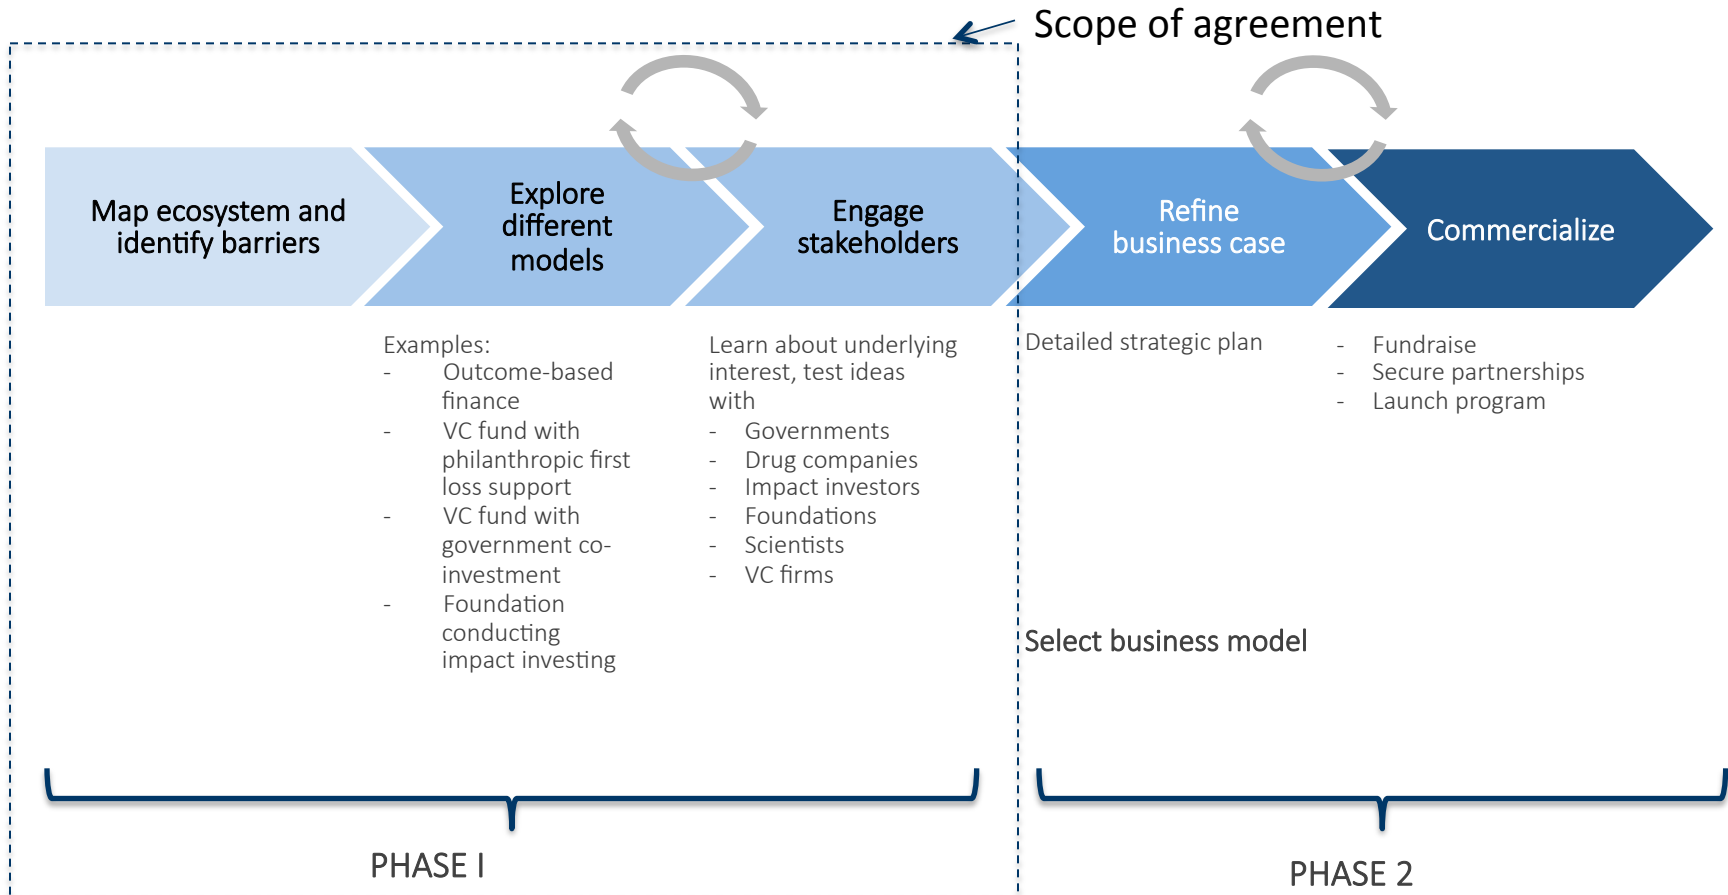 Scope of agreement
Map ecosystem and
identify barriers
Explore
different
models
Engage
stakeholders
Refine
business case
Commercialize
Examples:
- Outcome-based
finance
- VC fund with
philanthropic first
loss support
- VC fund with
government co-
investment
- Foundation
conducting
impact investing
Learn about underlying
interest, test ideas
with
- Governments
- Drug companies
- Impact investors
- Foundations
- Scientists
- VC firms
Detailed strategic plan
- Fundraise
- Secure partnerships
- Launch program
Select business model
PHASE I
PHASE 2